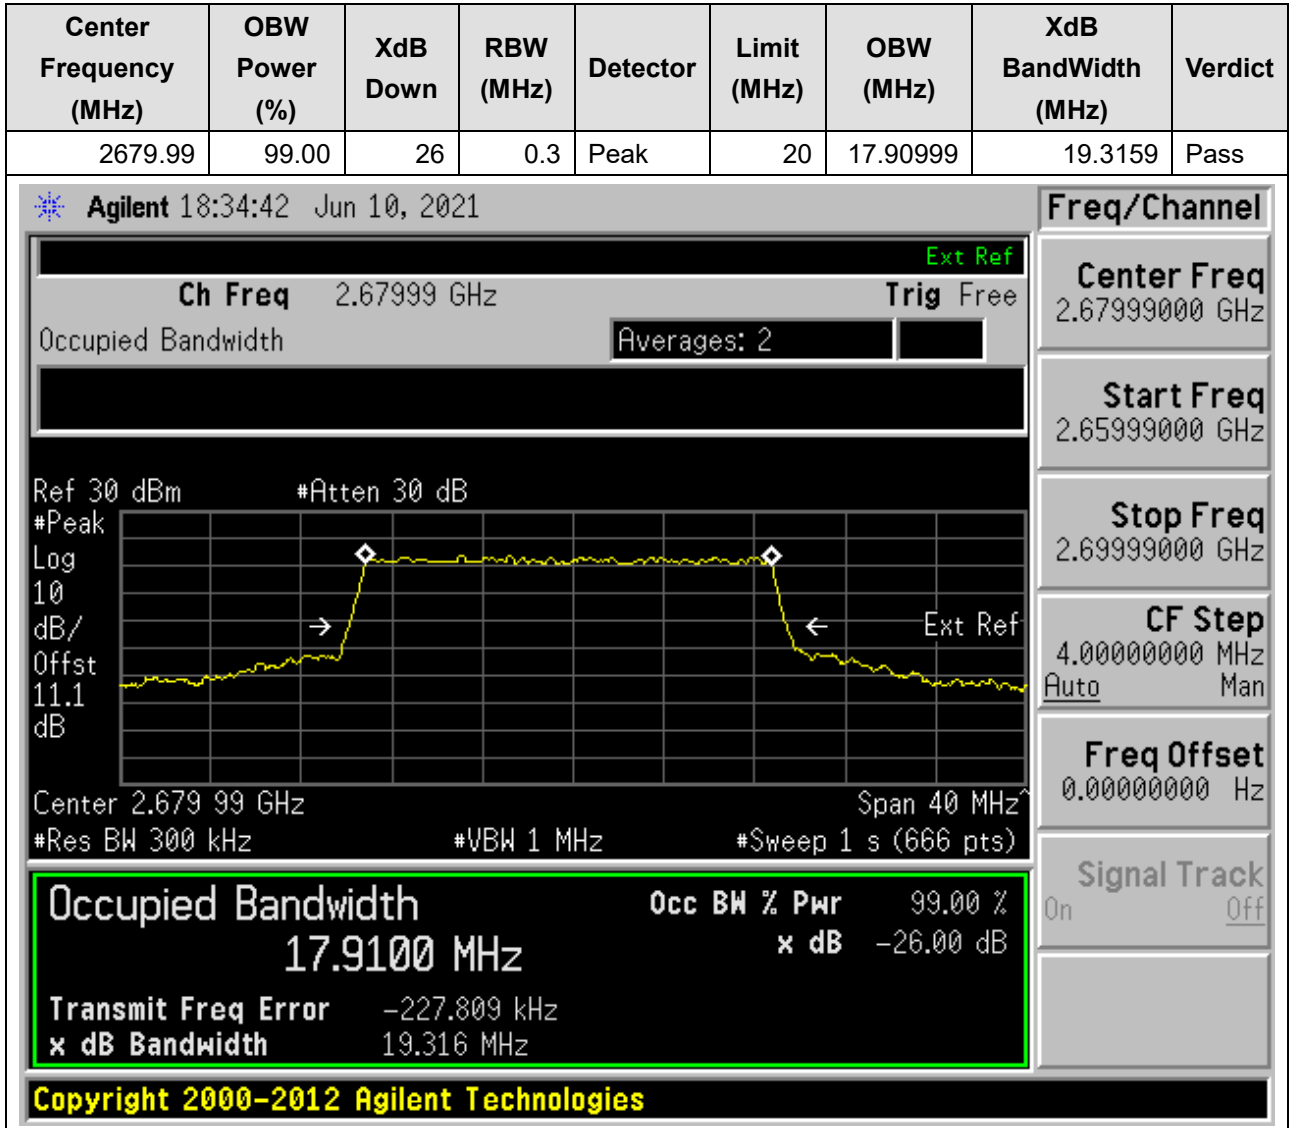 Center Frequency (MHz) OBW Power (%) XdB Down RBW (MHz) Detector Limit (MHz) OBW (MHz) XdB BandWidth (MHz) Verdict
2679.99 99.00 26 0.3 Peak 20 17.90999 19.3159 Pass
Agilent 18:34:42 Jun 10, 2021
Freq/Channel
Ext Ref
Ch Freq 2.67999 GHz Trig Free
Occupied Bandwidth Averages: 2
Center Freq
2.67999000 GHz
Start Freq
2.65999000 GHz
Stop Freq
2.69999000 GHz
CF Step
4.00000000 MHz
Auto Man
Freq Offset
0.00000000 Hz
Signal Track
On Off
Ref 30 dBm #Atten 30 dB
#Peak
Log
10
dB/
Offst
11.1
dB
Ext Ref
Center 2.679 99 GHz Span 40 MHz^
#Res BW 300 kHz #VBW 1 MHz #Sweep 1 s (666 pts)
Occupied Bandwidth Occ BW % Pwr 99.00 %
17.9100 MHz x dB -26.00 dB
Transmit Freq Error -227.809 kHz
x dB Bandwidth 19.316 MHz
Copyright 2000-2012 Agilent Technologies